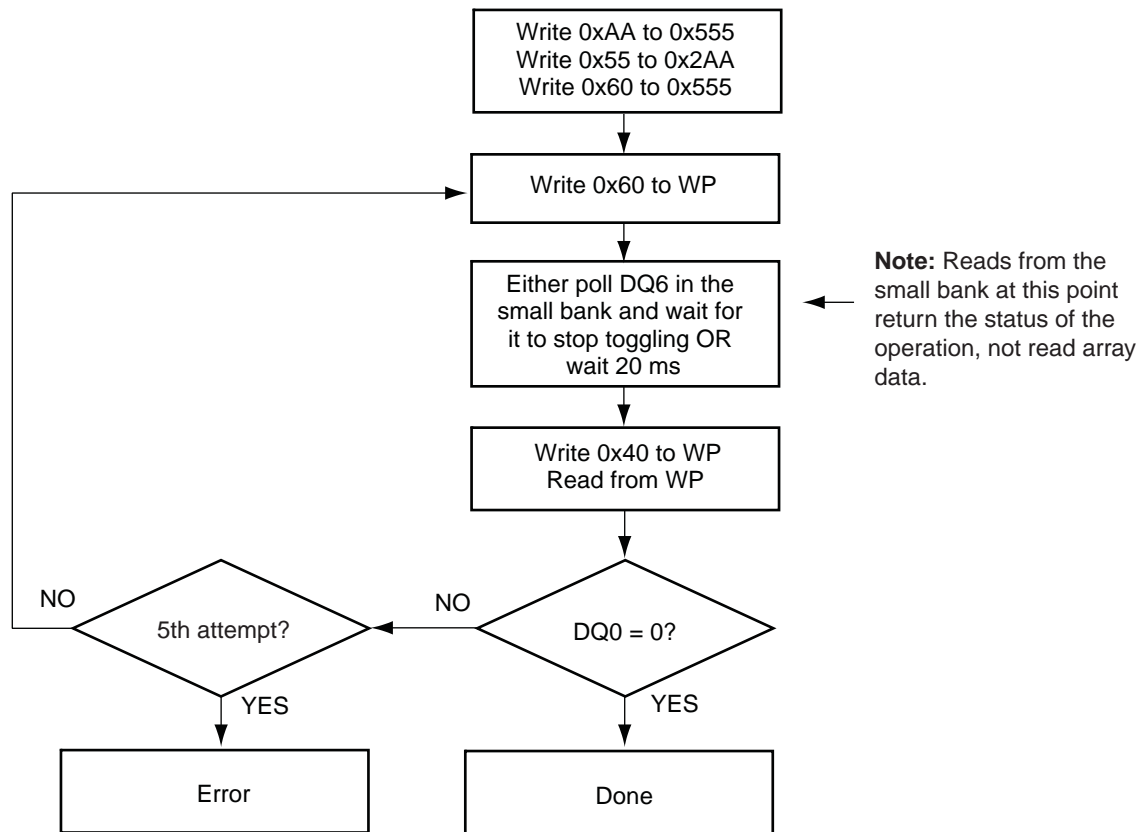 Write 0xAA to 0x555
Write 0x55 to 0x2AA
Write 0x60 to 0x555
Write 0x60 to WP
Either poll DQ6 in the
small bank and wait for
it to stop toggling OR
wait 20 ms
Note: Reads from the
small bank at this point
return the status of the
operation, not read array
data.
Write 0x40 to WP
Read from WP
NO
5th attempt?
NO
DQ0 = 0?
YES
YES
Error
Done